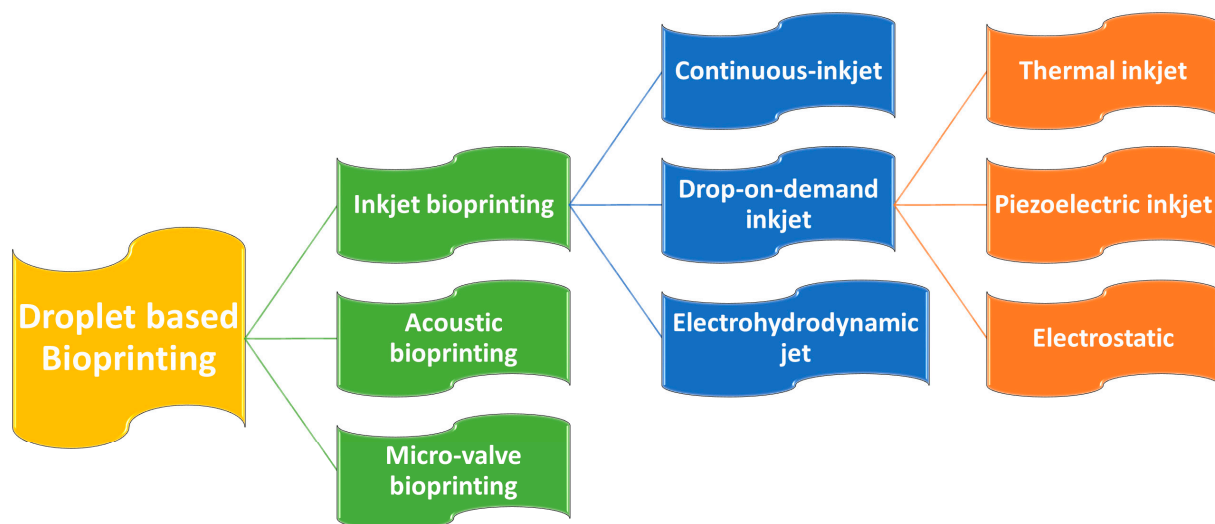 Droplet based
Bioprinting
Inkjet bioprinting
Acoustic
bioprinting
Micro-valve
bioprinting
Continuous-inkjet
Drop-on-demand
inkjet
Electrohydrodynamic
jet
Thermal inkjet
Piezoelectric inkjet
Electrostatic